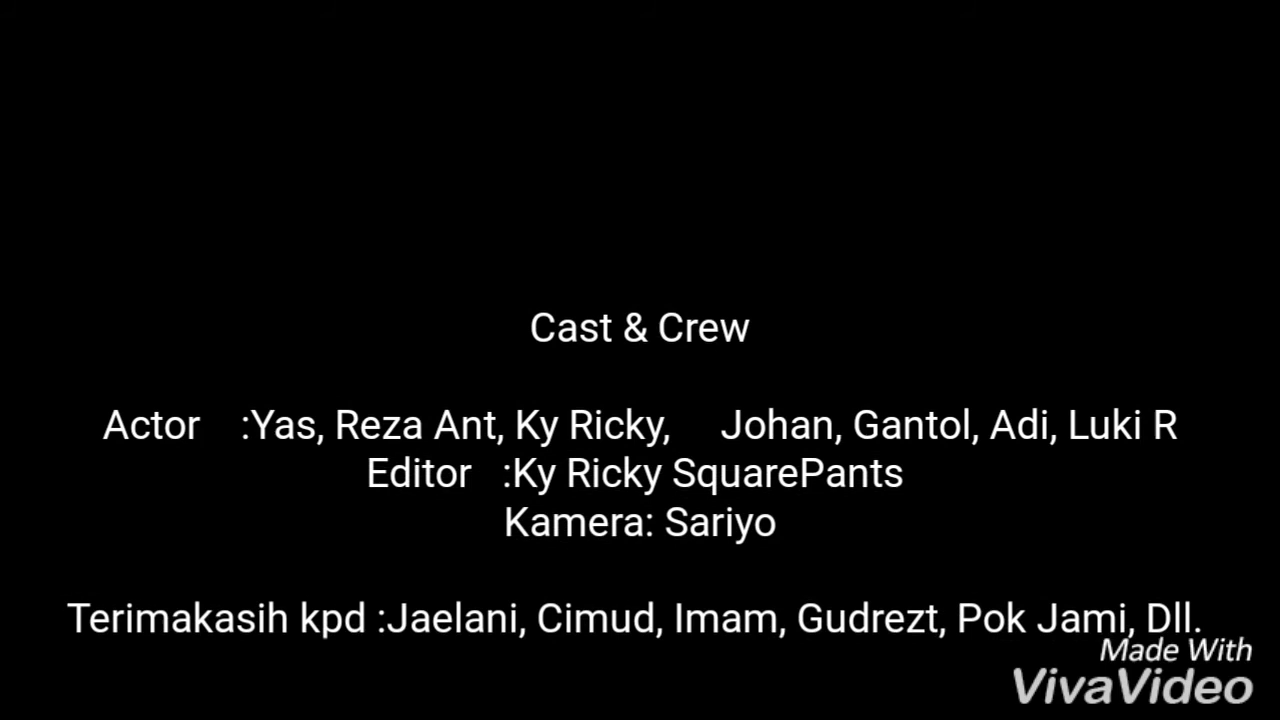 Cast & Crew
Actor    :Yas, Reza Ant, Ky Ricky,     Johan, Gantol, Adi, Luki R
Editor   :Ky Ricky SquarePants
Kamera: Sariyo
Terimakasih kpd :Jaelani, Cimud, Imam, Gudrezt, Pok Jami, Dll.
Made With
VivaVideo